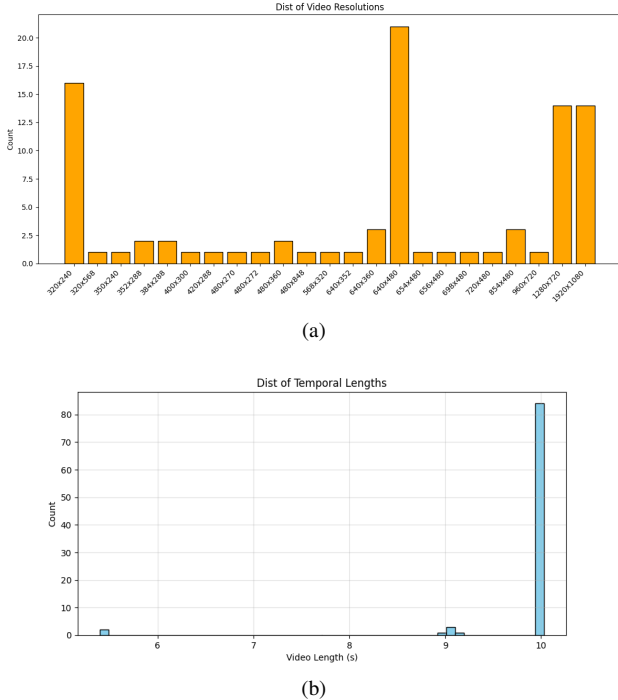 Dist of Video Resolutions
Count
20.0
17.5
15.0
12.5
10.0
7.5
5.0
2.5
0.0
320x240
320x568
350x240
352x288
384x288
400x300
420x288
480x270
480x272
480x360
480x848
568x320
640x352
640x360
640x480
654x480
656x480
698x480
720x480
854x480
960x720
1280x720
1920x1080
(a)
Dist of Temporal Lengths
Count
80
70
60
50
40
30
20
10
0
6 7 8 9 10
Video Length (s)
(b)